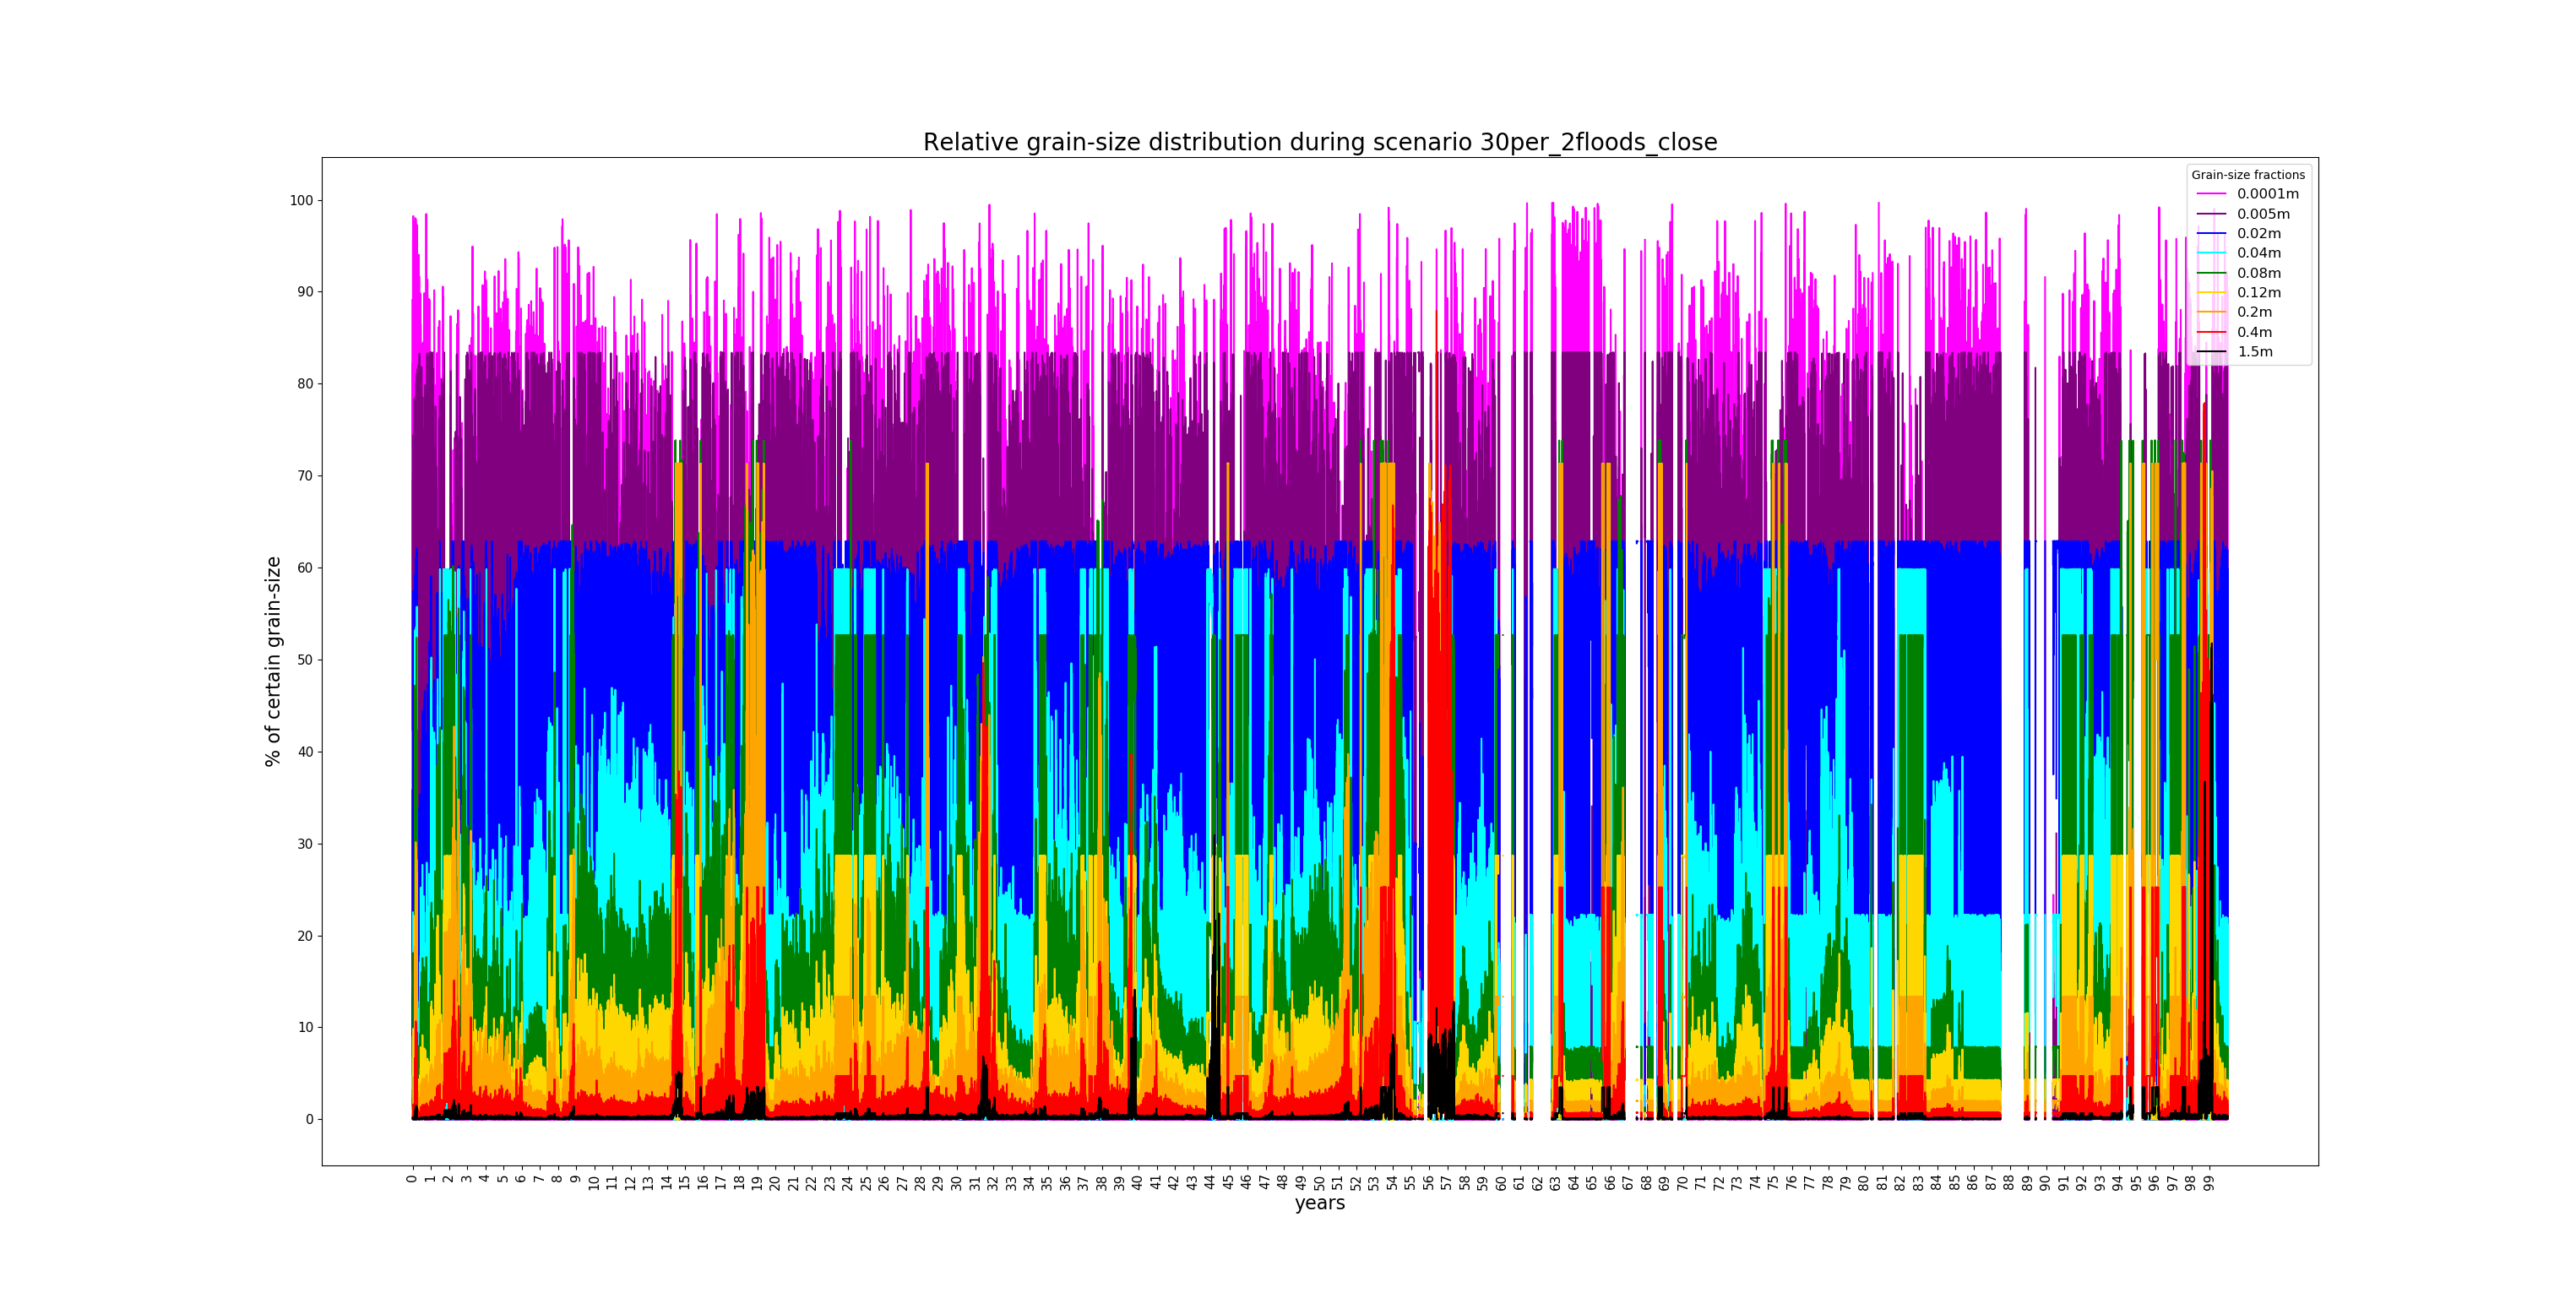 Relative grain-size distribution during scenario 30per_2floods_close
Grain-size fractions
0.0001m
0.005m
0.02m
0.04m
0.08m
0.12m
0.2m
0.4m
1.5m
% of certain grain-size
100
90
80
70
60
50
40
30
20
10
0
0 1 2 3 4 5 6 7 8 9 10 11 12 13 14 15 16 17 18 19 20 21 22 23 24 25 26 27 28 29 30 31 32 33 34 35 36 37 38 39 40 41 42 43 44 45 46 47 48 49 50 51 52 53 54 55 56 57 58 59 60 61 62 63 64 65 66 67 68 69 70 71 72 73 74 75 76 77 78 79 80 81 82 83 84 85 86 87 88 89 90 91 92 93 94 95 96 97 98 99
years